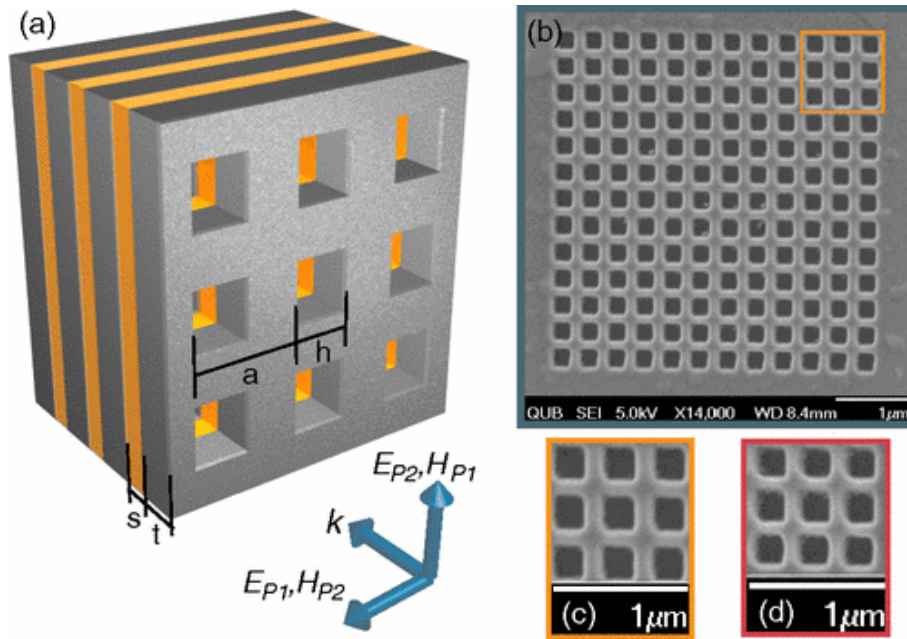 (a)
a
h
s
t
E_P2,H_P1
k
E_P1,H_P2
(b)
QUB SEI 5.0kV X14,000 WD 8.4mm 1μm
(c) 1μm
(d) 1μm